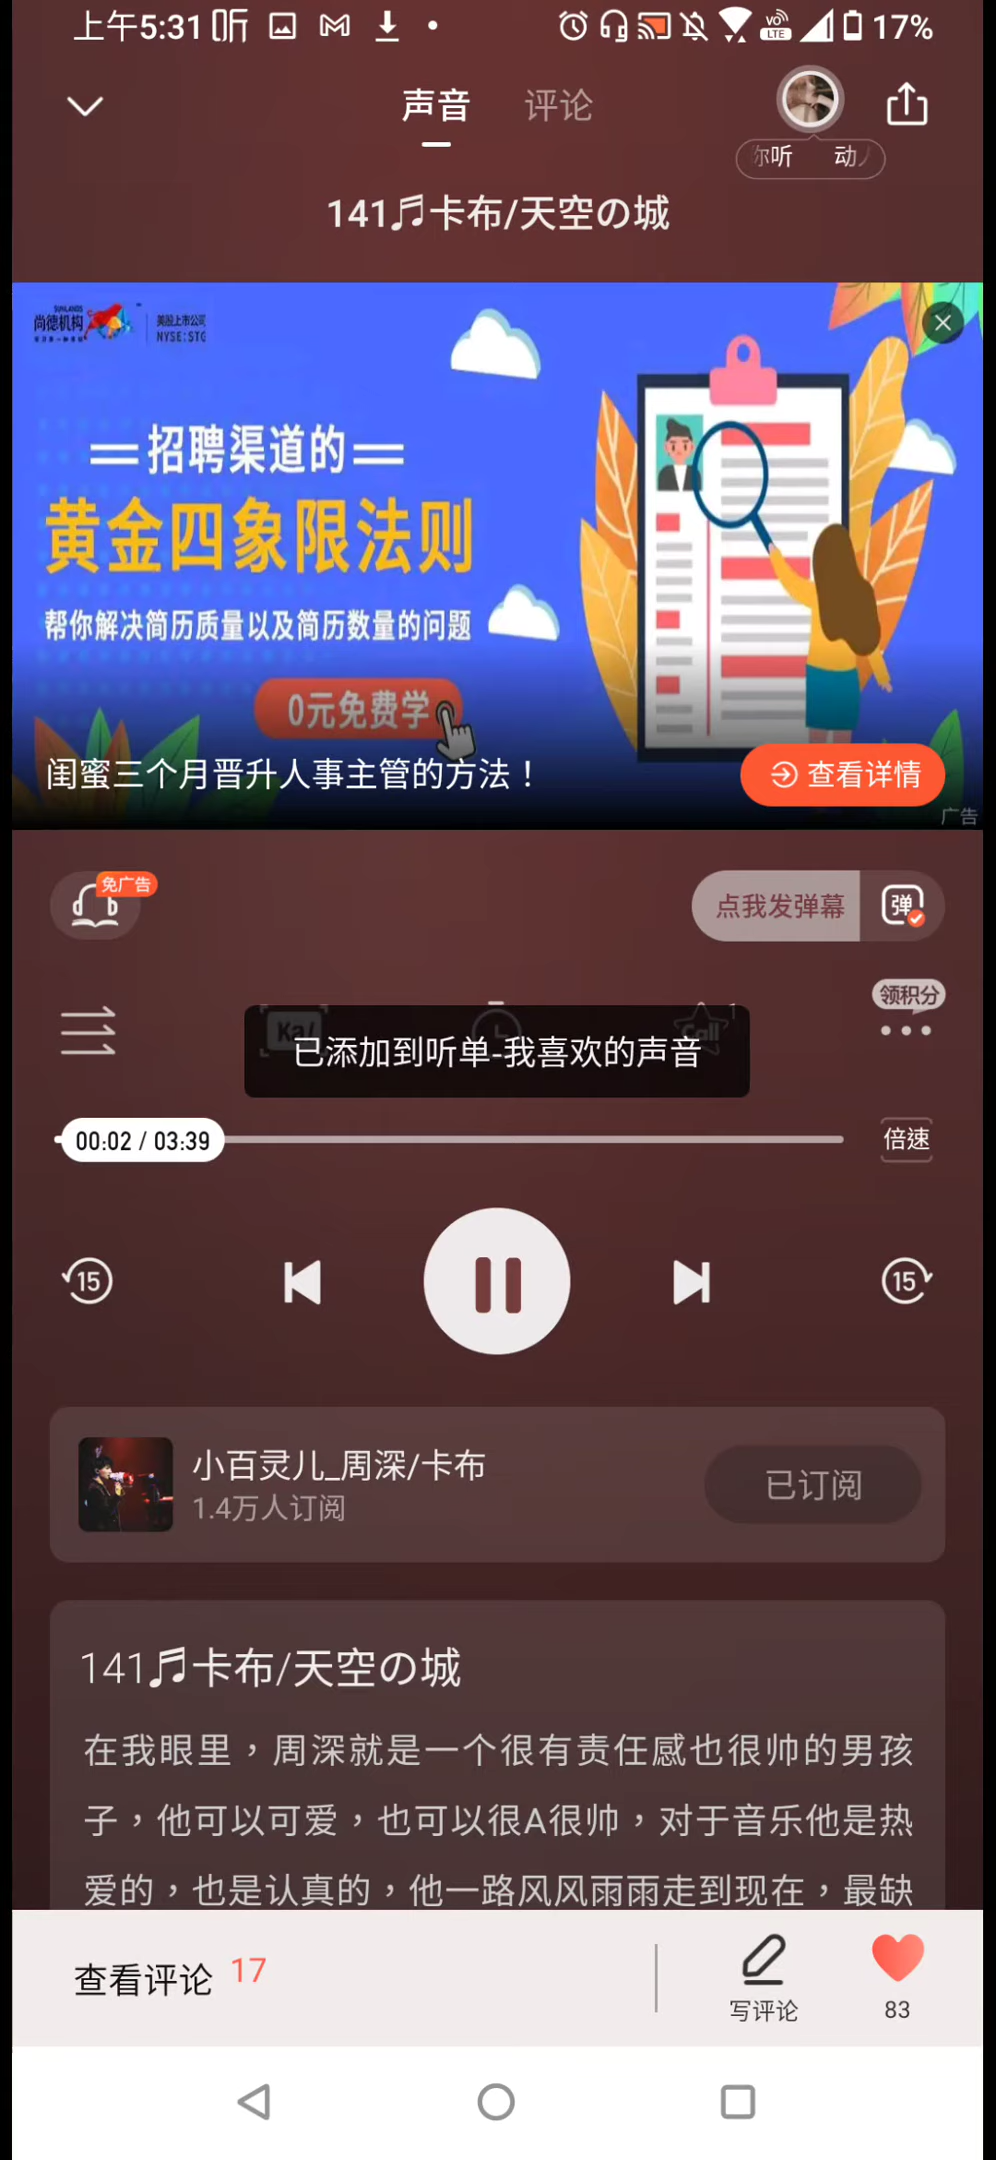 上午5:31 听 17%
声音 评论
你听 动人
141♬卡布/天空の城
SUNLANDS
尚德机构 美股上市公司
NYSE:STG
招聘渠道的
黄金四象限法则
帮你解决简历质量以及简历数量的问题
0元免费学
闺蜜三个月晋升人事主管的方法！
查看详情
广告
免广告
点我发弹幕 弹
领积分
Ka! Call 1
已添加到听单-我喜欢的声音
00:02 / 03:39 倍速
15 15
小百灵儿_周深/卡布
1.4万人订阅
已订阅
141♬卡布/天空の城
在我眼里，周深就是一个很有责任感也很帅的男孩
子，他可以可爱，也可以很A很帅，对于音乐他是热
爱的，也是认真的，他一路风风雨雨走到现在，最缺
查看评论 17
写评论 83